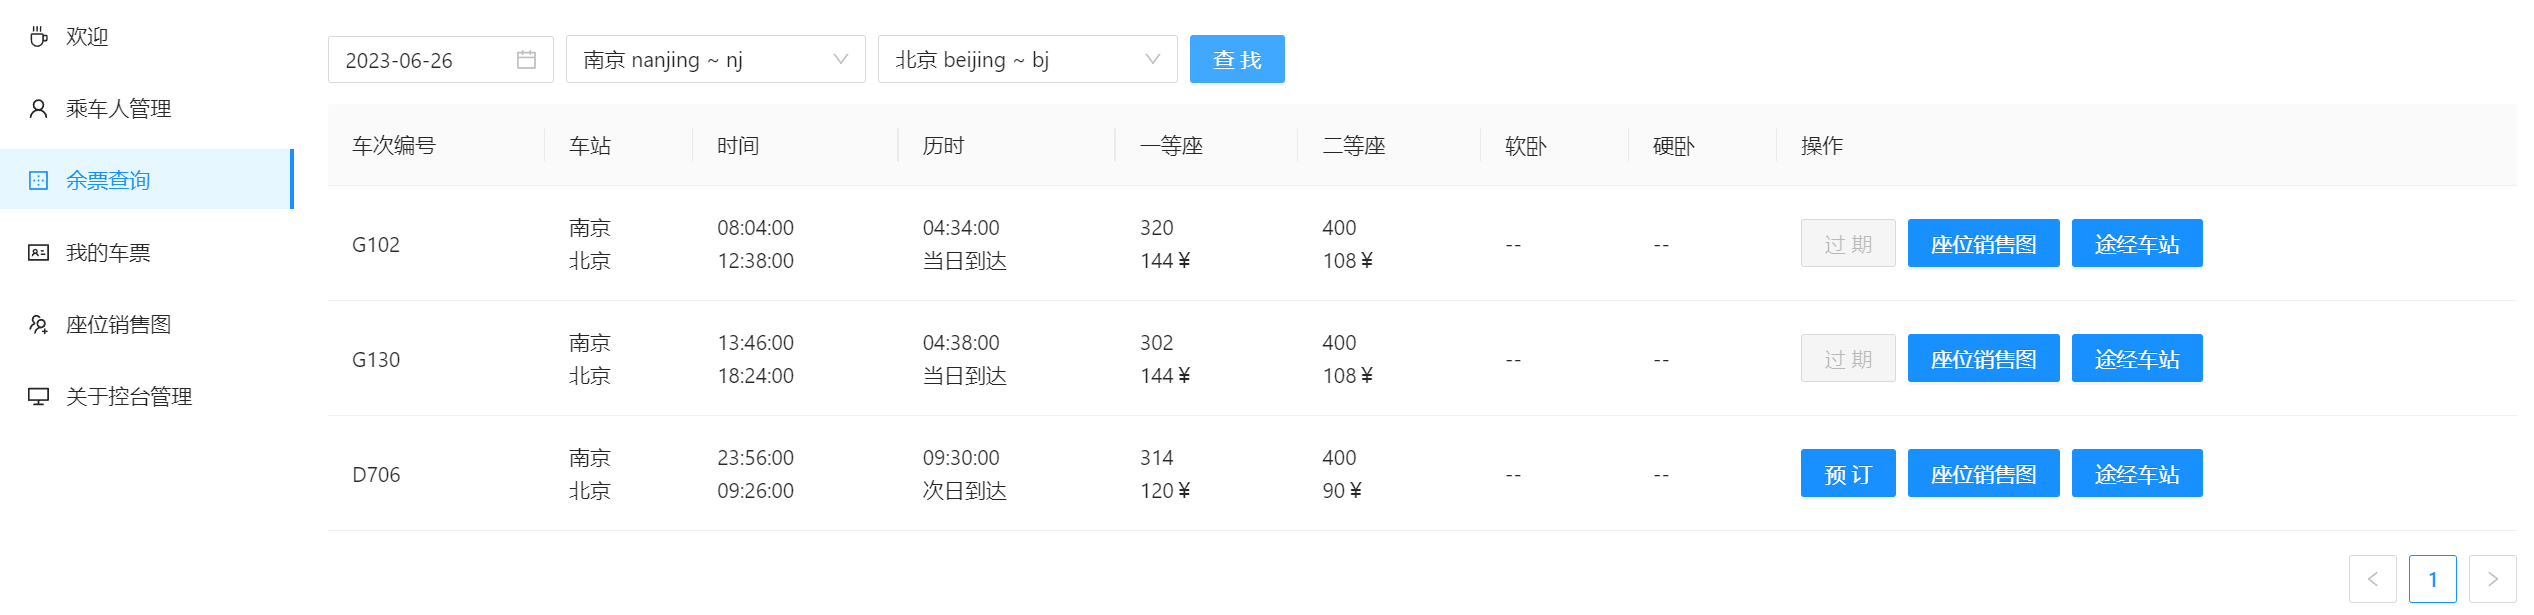 欢迎
乘车人管理
余票查询
我的车票
座位销售图
关于控台管理
2023-06-26 南京 nanjing ~ nj 北京 beijing ~ bj 查 找
车次编号 车站 时间 历时 一等座 二等座 软卧 硬卧 操作
南京 08:04:00 04:34:00 320 400
G102 -- -- 过 期 座位销售图 途经车站
北京 12:38:00 当日到达 144￥ 108￥
南京 13:46:00 04:38:00 302 400
G130 -- -- 过 期 座位销售图 途经车站
北京 18:24:00 当日到达 144￥ 108￥
南京 23:56:00 09:30:00 314 400
D706 -- -- 预 订 座位销售图 途经车站
北京 09:26:00 次日到达 120￥ 90￥
1